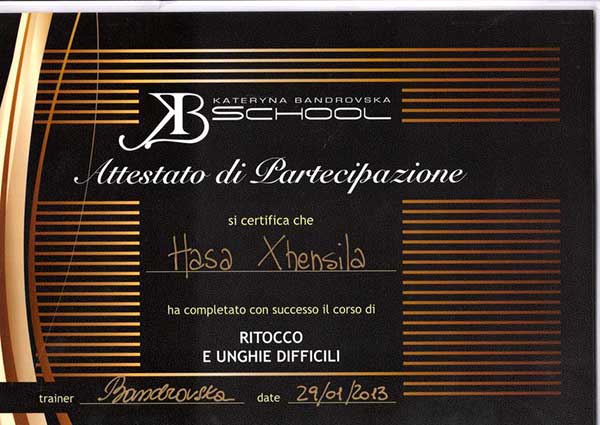 KB KATERYNA BANDROVSKA
SCHOOL
Attestato di Partecipazione
si certifica che
Hasa Xhensila
ha completato con successo il corso di
RITOCCO
E UNGHIE DIFFICILI
trainer Bandrovska date 29/01/2013